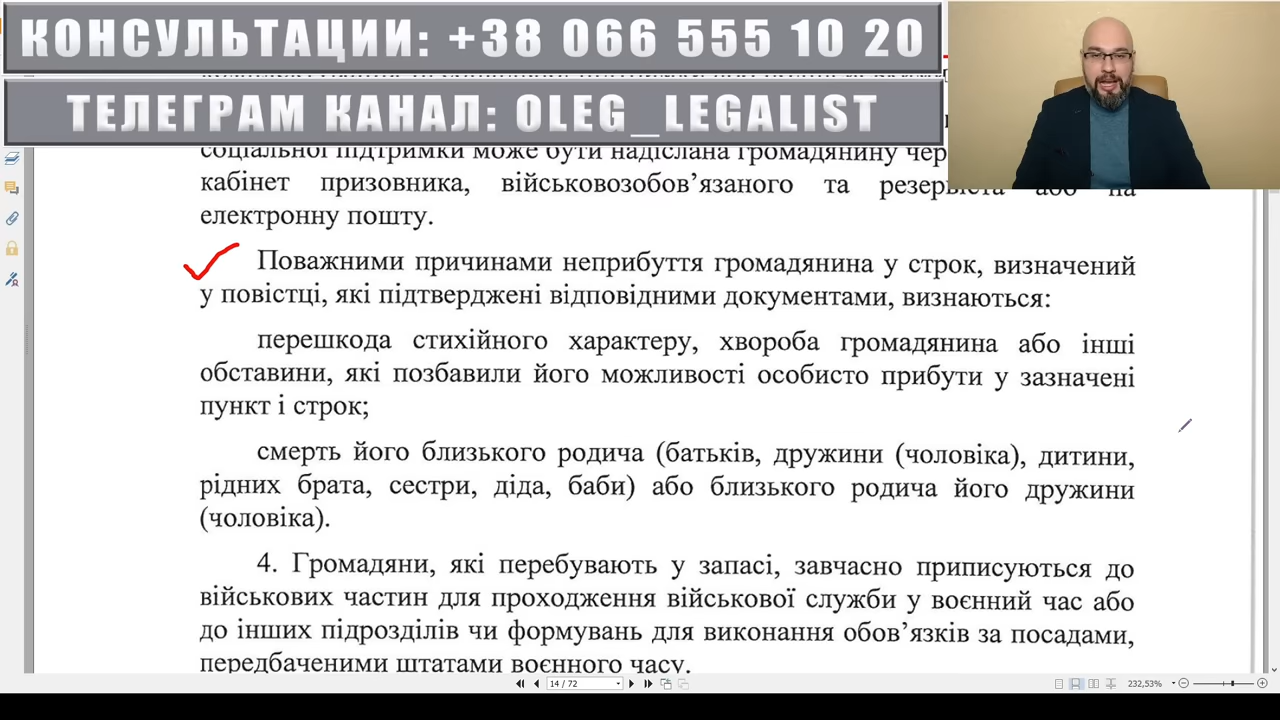 КОНСУЛЬТАЦИИ: +38 066 555 10 20
ТЕЛЕГРАМ КАНАЛ: OLEG_LEGALIST
соціальної підтримки може бути надіслана громадянину чер
кабінет призовника, військовозобов’язаного та резервіста або на
електронну пошту.
Поважними причинами неприбуття громадянина у строк, визначений
у повістці, які підтверджені відповідними документами, визнаються:
перешкода стихійного характеру, хвороба громадянина або інші
обставини, які позбавили його можливості особисто прибути у зазначені
пункт і строк;
смерть його близького родича (батьків, дружини (чоловіка), дитини,
рідних брата, сестри, діда, баби) або близького родича його дружини
(чоловіка).
4. Громадяни, які перебувають у запасі, завчасно приписуються до
військових частин для проходження військової служби у воєнний час або
до інших підрозділів чи формувань для виконання обов’язків за посадами,
передбаченими штатами воєнного часу.
14 / 72
232,53%